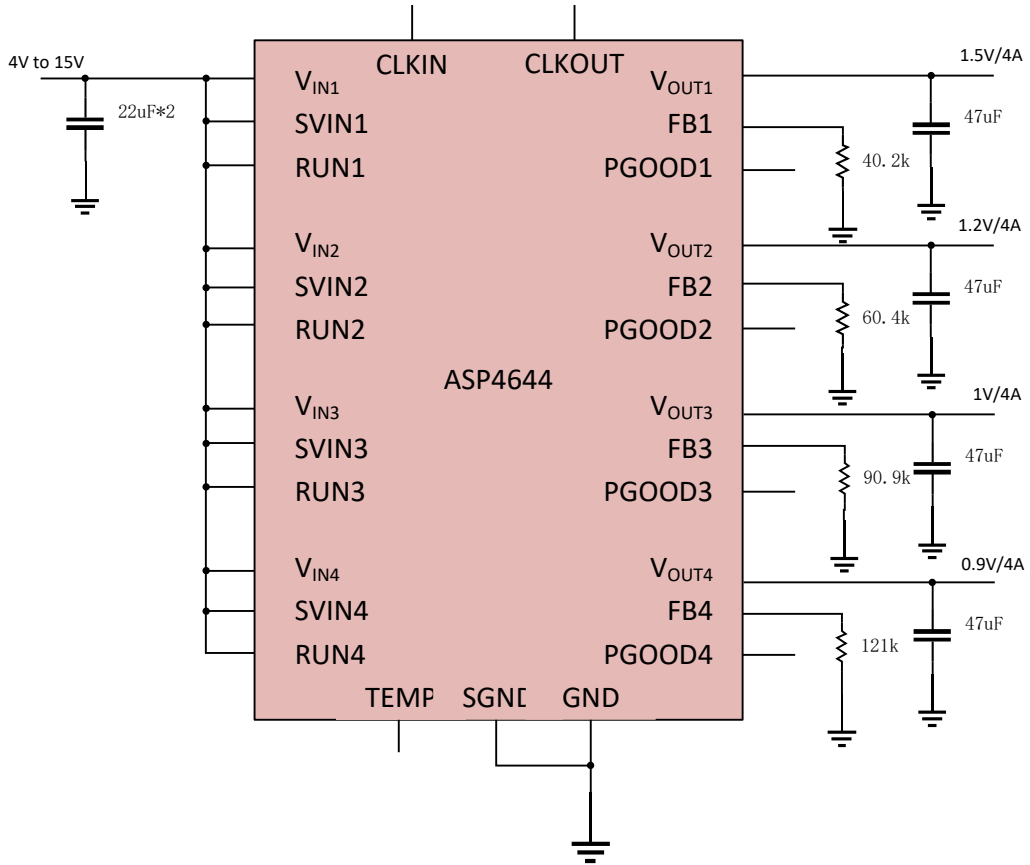 CLKIN CLKOUT
4V to 15V
22uF*2
VIN1
SVIN1
RUN1
VIN2
SVIN2
RUN2
VIN3
SVIN3
RUN3
VIN4
SVIN4
RUN4
ASP4644
VOUT1
FB1
PGOOD1
VOUT2
FB2
PGOOD2
VOUT3
FB3
PGOOD3
VOUT4
FB4
PGOOD4
1.5V/4A
47uF
40.2k
1.2V/4A
47uF
60.4k
1V/4A
47uF
90.9k
0.9V/4A
47uF
121k
TEMP SGND GND